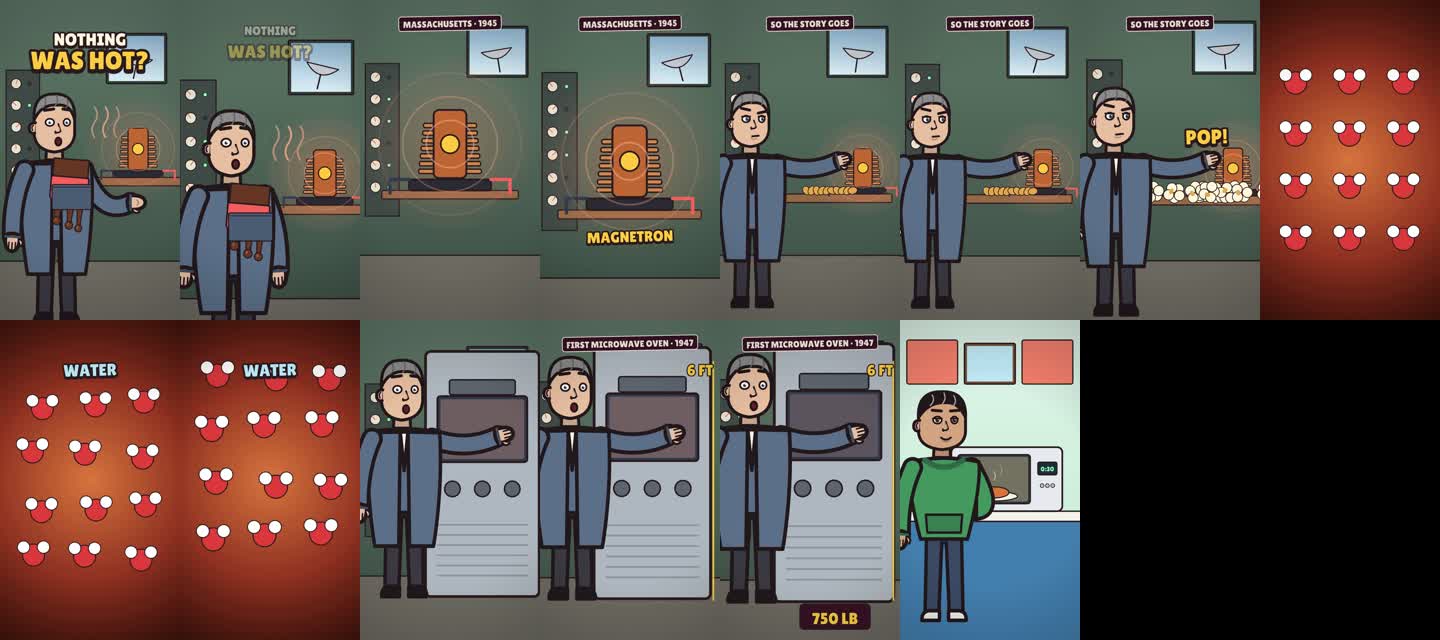 NOTHING
WAS HOT?
NOTHING
WAS HOT?
MASSACHUSETTS · 1945
MASSACHUSETTS · 1945
MAGNETRON
SO THE STORY GOES
SO THE STORY GOES
SO THE STORY GOES
POP!
WATER
WATER
FIRST MICROWAVE OVEN · 1947
6 FT
FIRST MICROWAVE OVEN · 1947
6 FT
750 LB
0:30